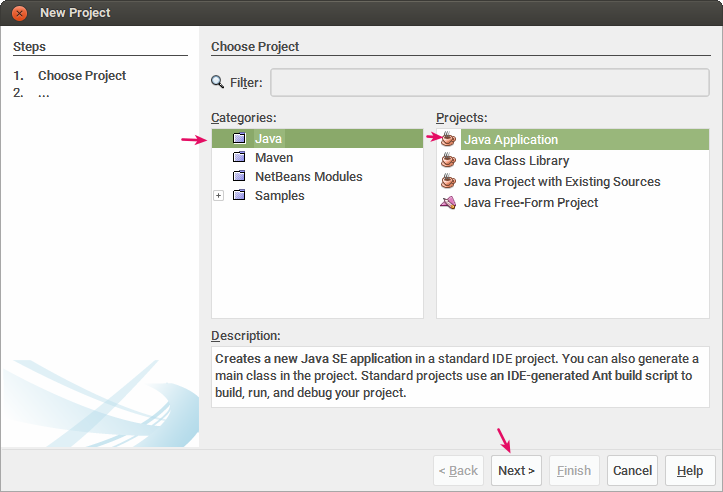 New Project
Steps
1. Choose Project
2. ...
Choose Project
Filter:
Categories:
Java
Maven
NetBeans Modules
Samples
Projects:
Java Application
Java Class Library
Java Project with Existing Sources
Java Free-Form Project
Description:
Creates a new Java SE application in a standard IDE project. You can also generate a
main class in the project. Standard projects use an IDE-generated Ant build script to
build, run, and debug your project.
< Back Next > Finish Cancel Help